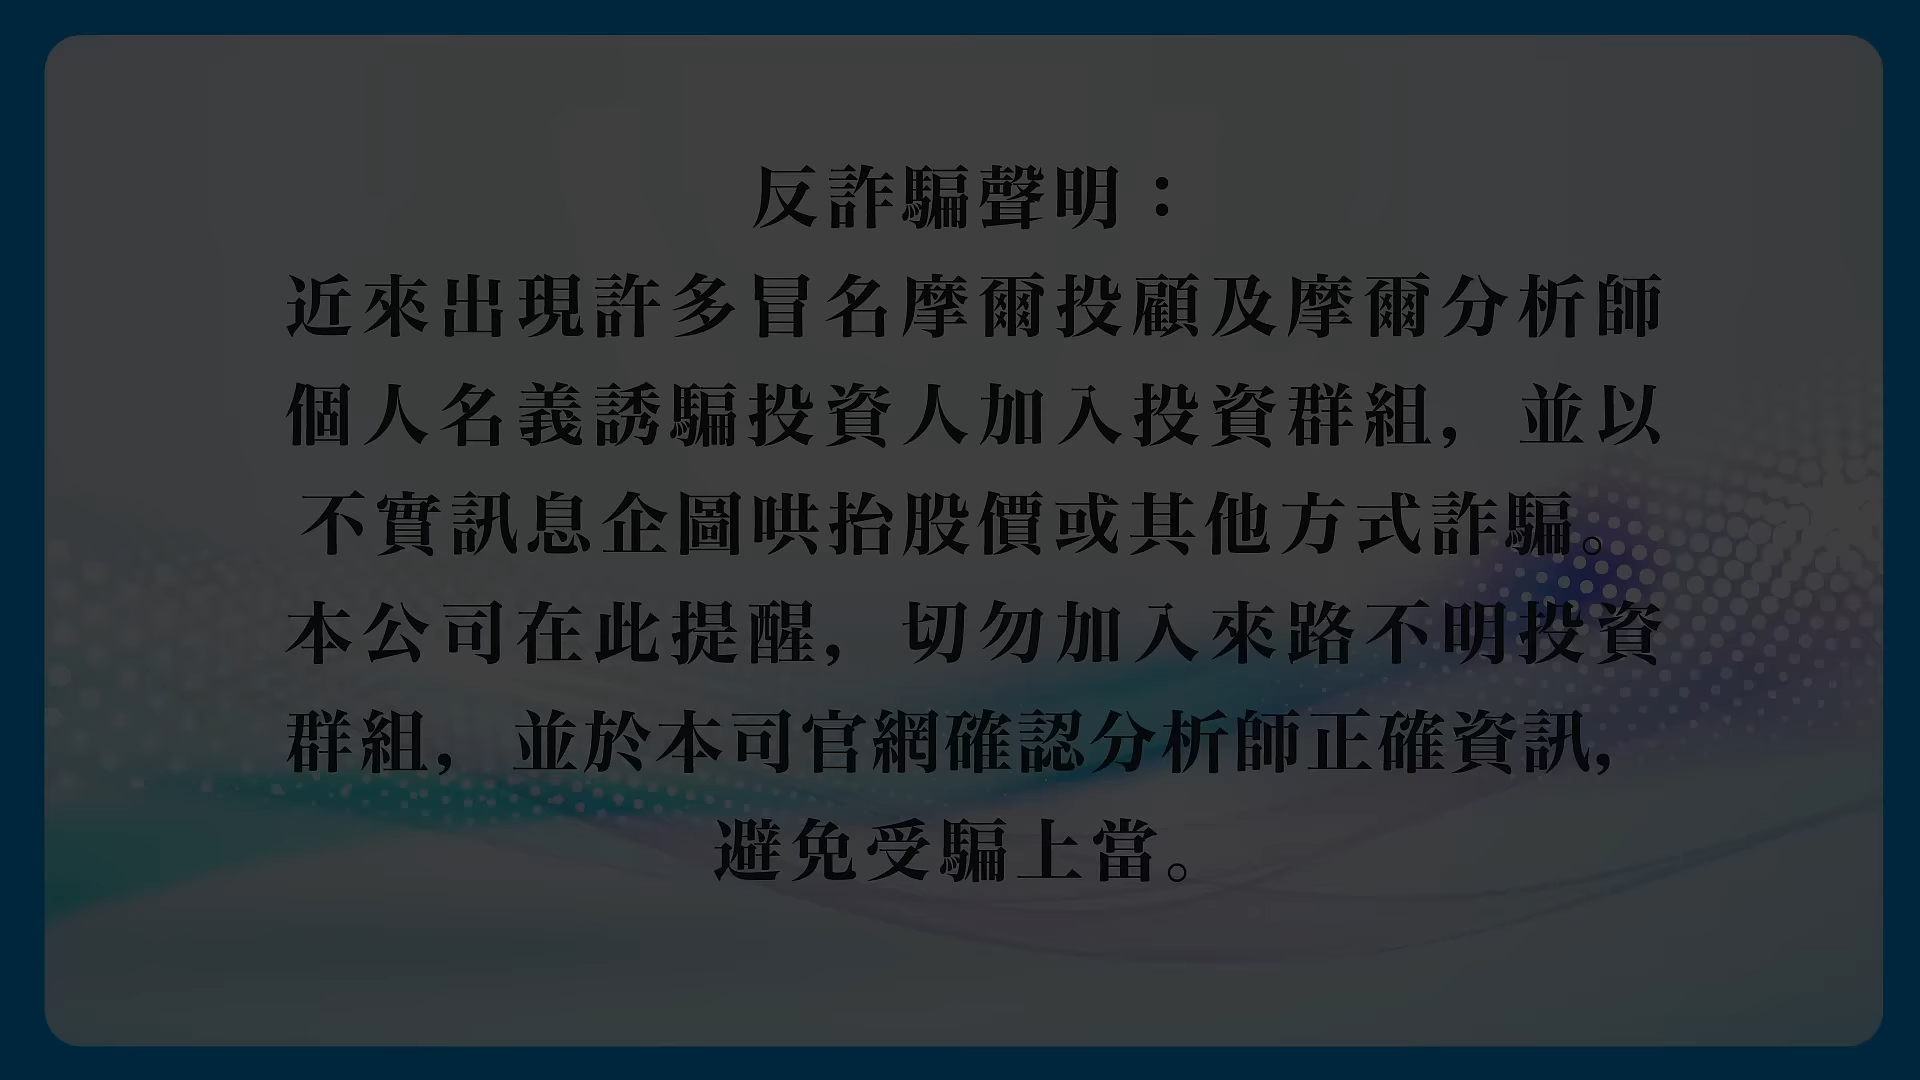 反詐騙聲明：
近來出現許多冒名摩爾投顧及摩爾分析師
個人名義誘騙投資人加入投資群組，並以
不實訊息企圖哄抬股價或其他方式詐騙。
本公司在此提醒，切勿加入來路不明投資
群組，並於本司官網確認分析師正確資訊，
避免受騙上當。